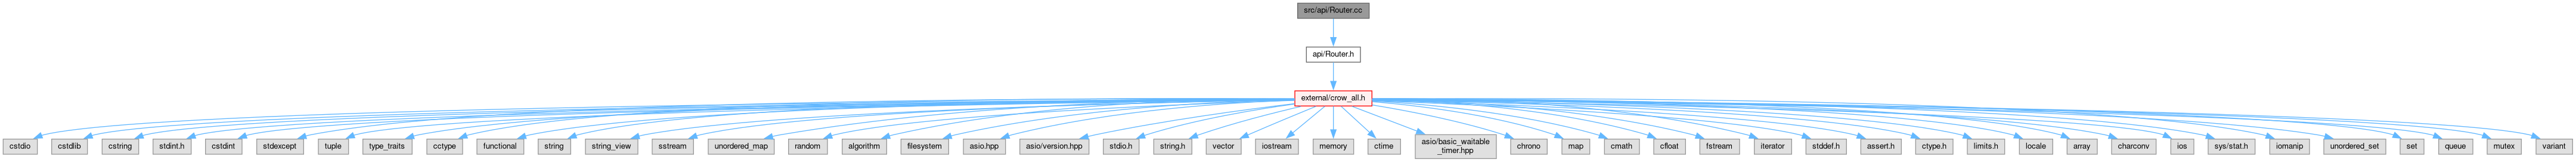 src/api/Router.cc
api/Router.h
external/crow_all.h
cstdio
cstdlib
cstring
stdint.h
cstdint
stdexcept
tuple
type_traits
cctype
functional
string
string_view
sstream
unordered_map
random
algorithm
filesystem
asio.hpp
asio/version.hpp
stdio.h
string.h
vector
iostream
memory
ctime
asio/basic_waitable
_timer.hpp
chrono
map
cmath
cfloat
fstream
iterator
stddef.h
assert.h
ctype.h
limits.h
locale
array
charconv
ios
sys/stat.h
iomanip
unordered_set
set
queue
mutex
variant